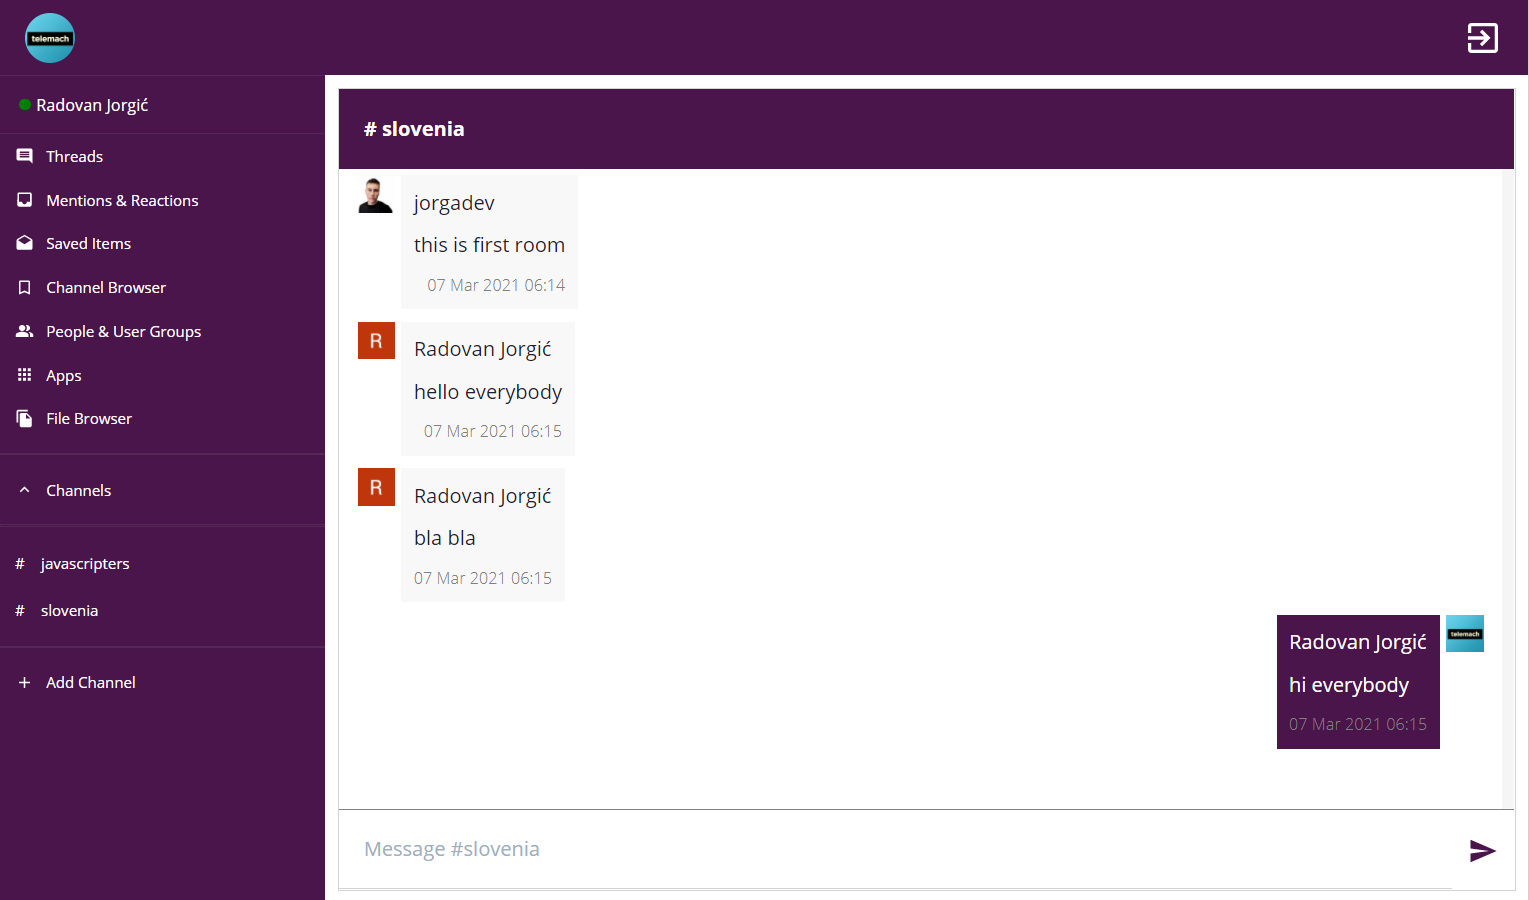 telemach
Radovan Jorgić
Threads
Mentions & Reactions
Saved Items
Channel Browser
People & User Groups
Apps
File Browser
Channels
# javascripters
# slovenia
+ Add Channel
# slovenia
jorgadev
this is first room
07 Mar 2021 06:14
R
Radovan Jorgić
hello everybody
07 Mar 2021 06:15
R
Radovan Jorgić
bla bla
07 Mar 2021 06:15
Radovan Jorgić
telemach
hi everybody
07 Mar 2021 06:15
Message #slovenia